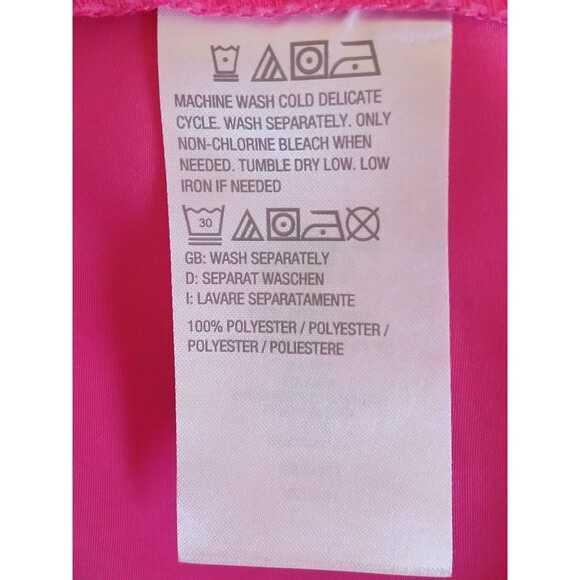 MACHINE WASH COLD DELICATE
CYCLE. WASH SEPARATELY. ONLY
NON-CHLORINE BLEACH WHEN
NEEDED. TUMBLE DRY LOW. LOW
IRON IF NEEDED
30
GB: WASH SEPARATELY
D: SEPARAT WASCHEN
I: LAVARE SEPARATAMENTE
100% POLYESTER / POLYESTER /
POLYESTER / POLIESTERE